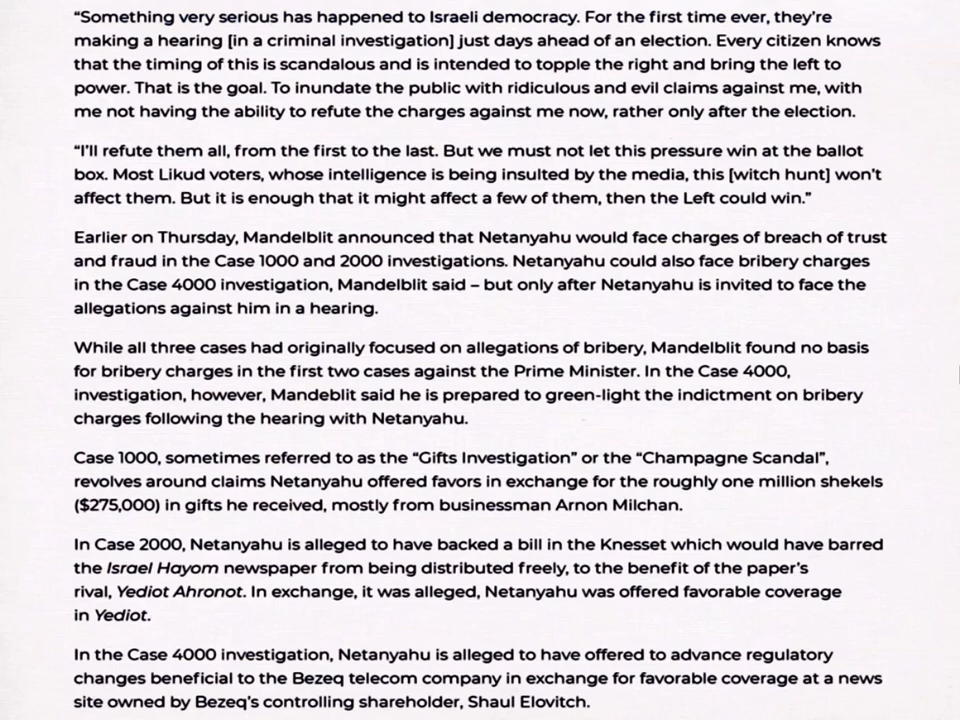 “Something very serious has happened to Israeli democracy. For the first time ever, they’re
making a hearing [in a criminal investigation] just days ahead of an election. Every citizen knows
that the timing of this is scandalous and is intended to topple the right and bring the left to
power. That is the goal. To inundate the public with ridiculous and evil claims against me, with
me not having the ability to refute the charges against me now, rather only after the election.
“I’ll refute them all, from the first to the last. But we must not let this pressure win at the ballot
box. Most Likud voters, whose intelligence is being insulted by the media, this [witch hunt] won’t
affect them. But it is enough that it might affect a few of them, then the Left could win.”
Earlier on Thursday, Mandelblit announced that Netanyahu would face charges of breach of trust
and fraud in the Case 1000 and 2000 investigations. Netanyahu could also face bribery charges
in the Case 4000 investigation, Mandelblit said – but only after Netanyahu is invited to face the
allegations against him in a hearing.
While all three cases had originally focused on allegations of bribery, Mandelblit found no basis
for bribery charges in the first two cases against the Prime Minister. In the Case 4000,
investigation, however, Mandeblit said he is prepared to green-light the indictment on bribery
charges following the hearing with Netanyahu.
Case 1000, sometimes referred to as the “Gifts Investigation” or the “Champagne Scandal”,
revolves around claims Netanyahu offered favors in exchange for the roughly one million shekels
($275,000) in gifts he received, mostly from businessman Arnon Milchan.
In Case 2000, Netanyahu is alleged to have backed a bill in the Knesset which would have barred
the Israel Hayom newspaper from being distributed freely, to the benefit of the paper’s
rival, Yediot Ahronot. In exchange, it was alleged, Netanyahu was offered favorable coverage
in Yediot.
In the Case 4000 investigation, Netanyahu is alleged to have offered to advance regulatory
changes beneficial to the Bezeq telecom company in exchange for favorable coverage at a news
site owned by Bezeq’s controlling shareholder, Shaul Elovitch.